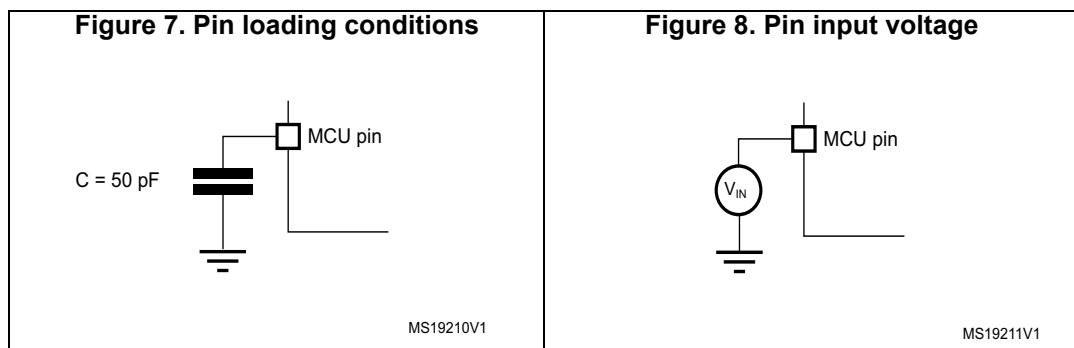 Figure 7. Pin loading conditions
MCU pin
C = 50 pF
MS19210V1
Figure 8. Pin input voltage
MCU pin
VIN
MS19211V1